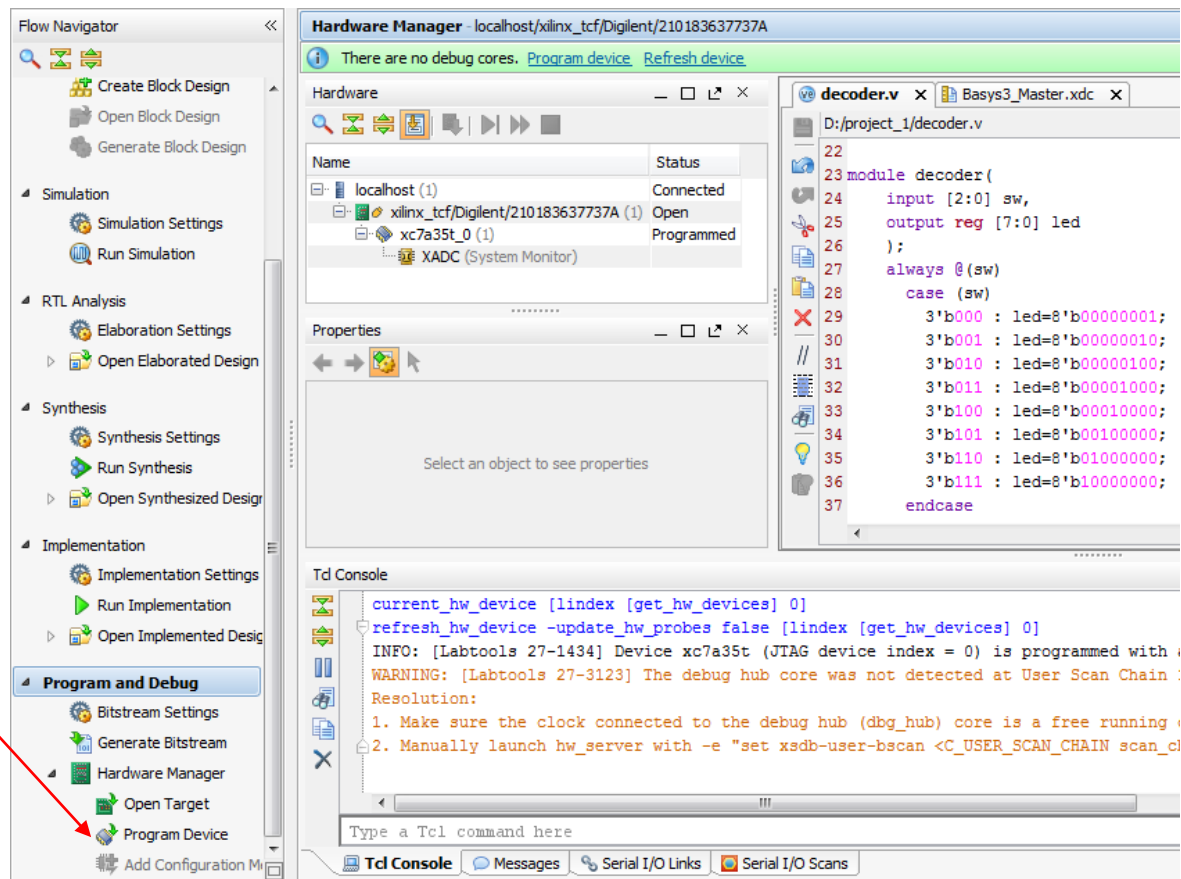 Flow Navigator
Create Block Design
Open Block Design
Generate Block Design
Simulation
Simulation Settings
Run Simulation
RTL Analysis
Elaboration Settings
Open Elaborated Design
Synthesis
Synthesis Settings
Run Synthesis
Open Synthesized Desigr
Implementation
Implementation Settings
Run Implementation
Open Implemented Desig
Program and Debug
Bitstream Settings
Generate Bitstream
Hardware Manager
Open Target
Program Device
Add Configuration M
Hardware Manager - localhost/xilinx_tcf/Digilent/210183637737A
There are no debug cores. Program device Refresh device
Hardware
Name Status
localhost (1) Connected
xilinx_tcf/Digilent/210183637737A (1) Open
xc7a35t_0 (1) Programmed
XADC (System Monitor)
Properties
Select an object to see properties
decoder.v Basys3_Master.xdc
D:/project_1/decoder.v
22
23 module decoder(
24 input [2:0] sw,
25 output reg [7:0] led
26 );
27 always @(sw)
28 case (sw)
29 3'b000 : led=8'b00000001;
30 3'b001 : led=8'b00000010;
31 3'b010 : led=8'b00000100;
32 3'b011 : led=8'b00001000;
33 3'b100 : led=8'b00010000;
34 3'b101 : led=8'b00100000;
35 3'b110 : led=8'b01000000;
36 3'b111 : led=8'b10000000;
37 endcase
Tcl Console
current_hw_device [lindex [get_hw_devices] 0]
refresh_hw_device -update_hw_probes false [lindex [get_hw_devices] 0]
INFO: [Labtools 27-1434] Device xc7a35t (JTAG device index = 0) is programmed with a
WARNING: [Labtools 27-3123] The debug hub core was not detected at User Scan Chain
Resolution:
1. Make sure the clock connected to the debug hub (dbg_hub) core is a free running
2. Manually launch hw_server with -e "set xsdb-user-bscan <C_USER_SCAN_CHAIN
Type a Tcl command here
Tcl Console Messages Serial I/O Links Serial I/O Scans